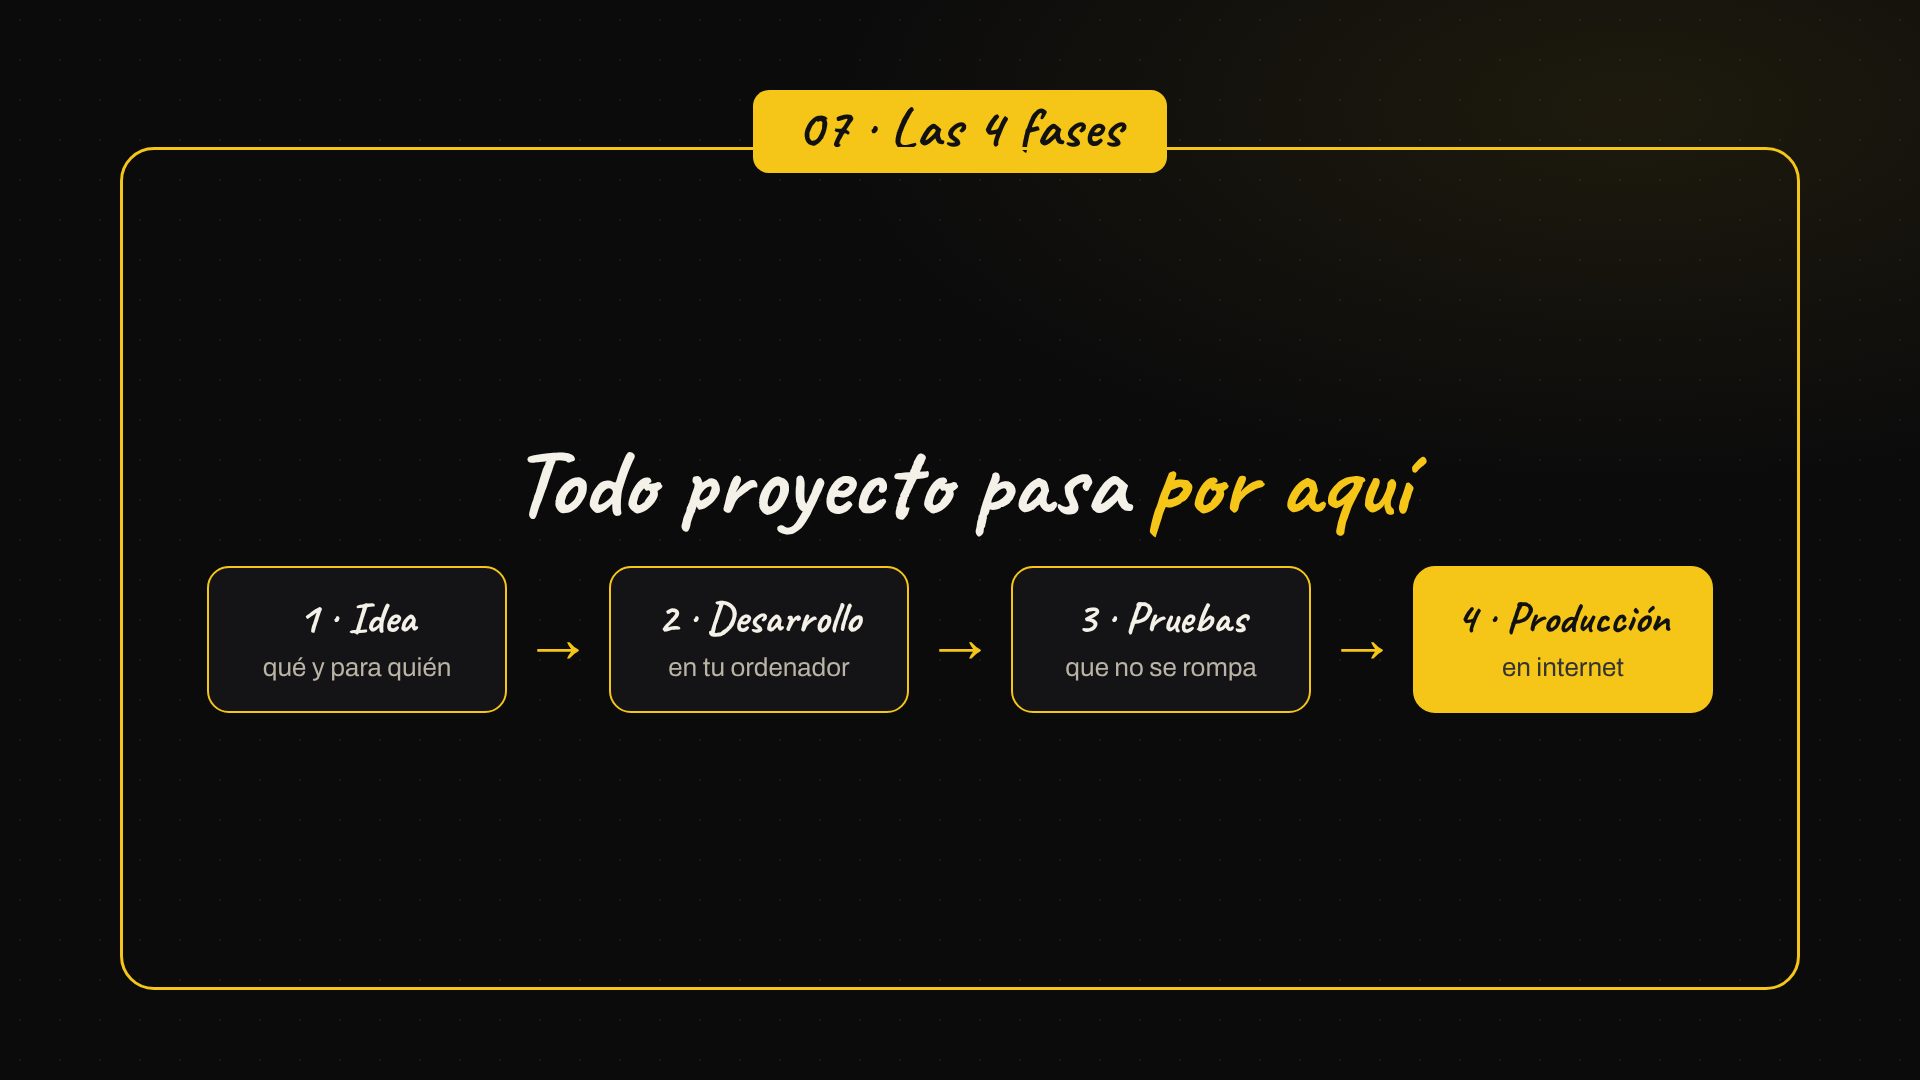 07 · Las 4 fases
Todo proyecto pasa por aquí
1 · Idea
qué y para quién
→
2 · Desarrollo
en tu ordenador
→
3 · Pruebas
que no se rompa
→
4 · Producción
en internet